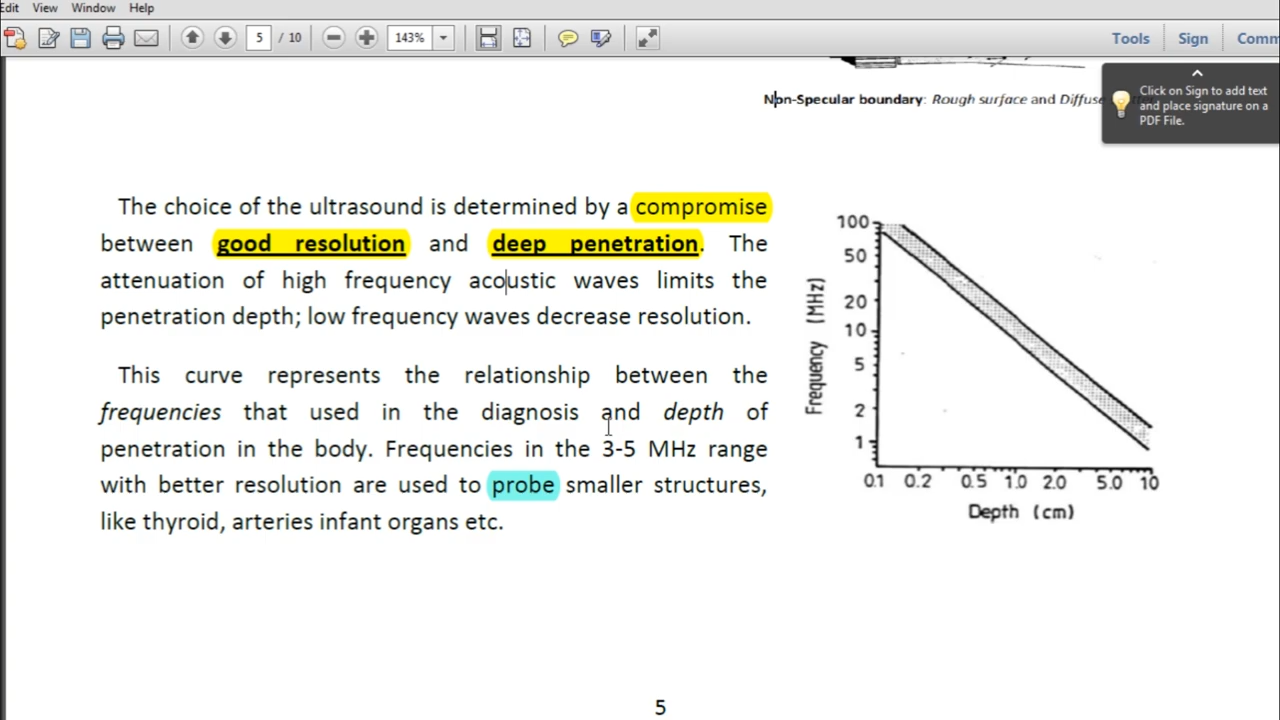 Edit View Window Help
5 / 10 143% Tools Sign Comm
Click on Sign to add text
and place signature on a
PDF File.
Non-Specular boundary: Rough surface and Diffuse
The choice of the ultrasound is determined by a compromise
between good resolution and deep penetration. The
attenuation of high frequency acoustic waves limits the
penetration depth; low frequency waves decrease resolution.
This curve represents the relationship between the
frequencies that used in the diagnosis and depth of
penetration in the body. Frequencies in the 3-5 MHz range
with better resolution are used to probe smaller structures,
like thyroid, arteries infant organs etc.
Frequency (MHz)
100
50
20
10
5
2
1
0.1 0.2 0.5 1.0 2.0 5.0 10
Depth (cm)
5